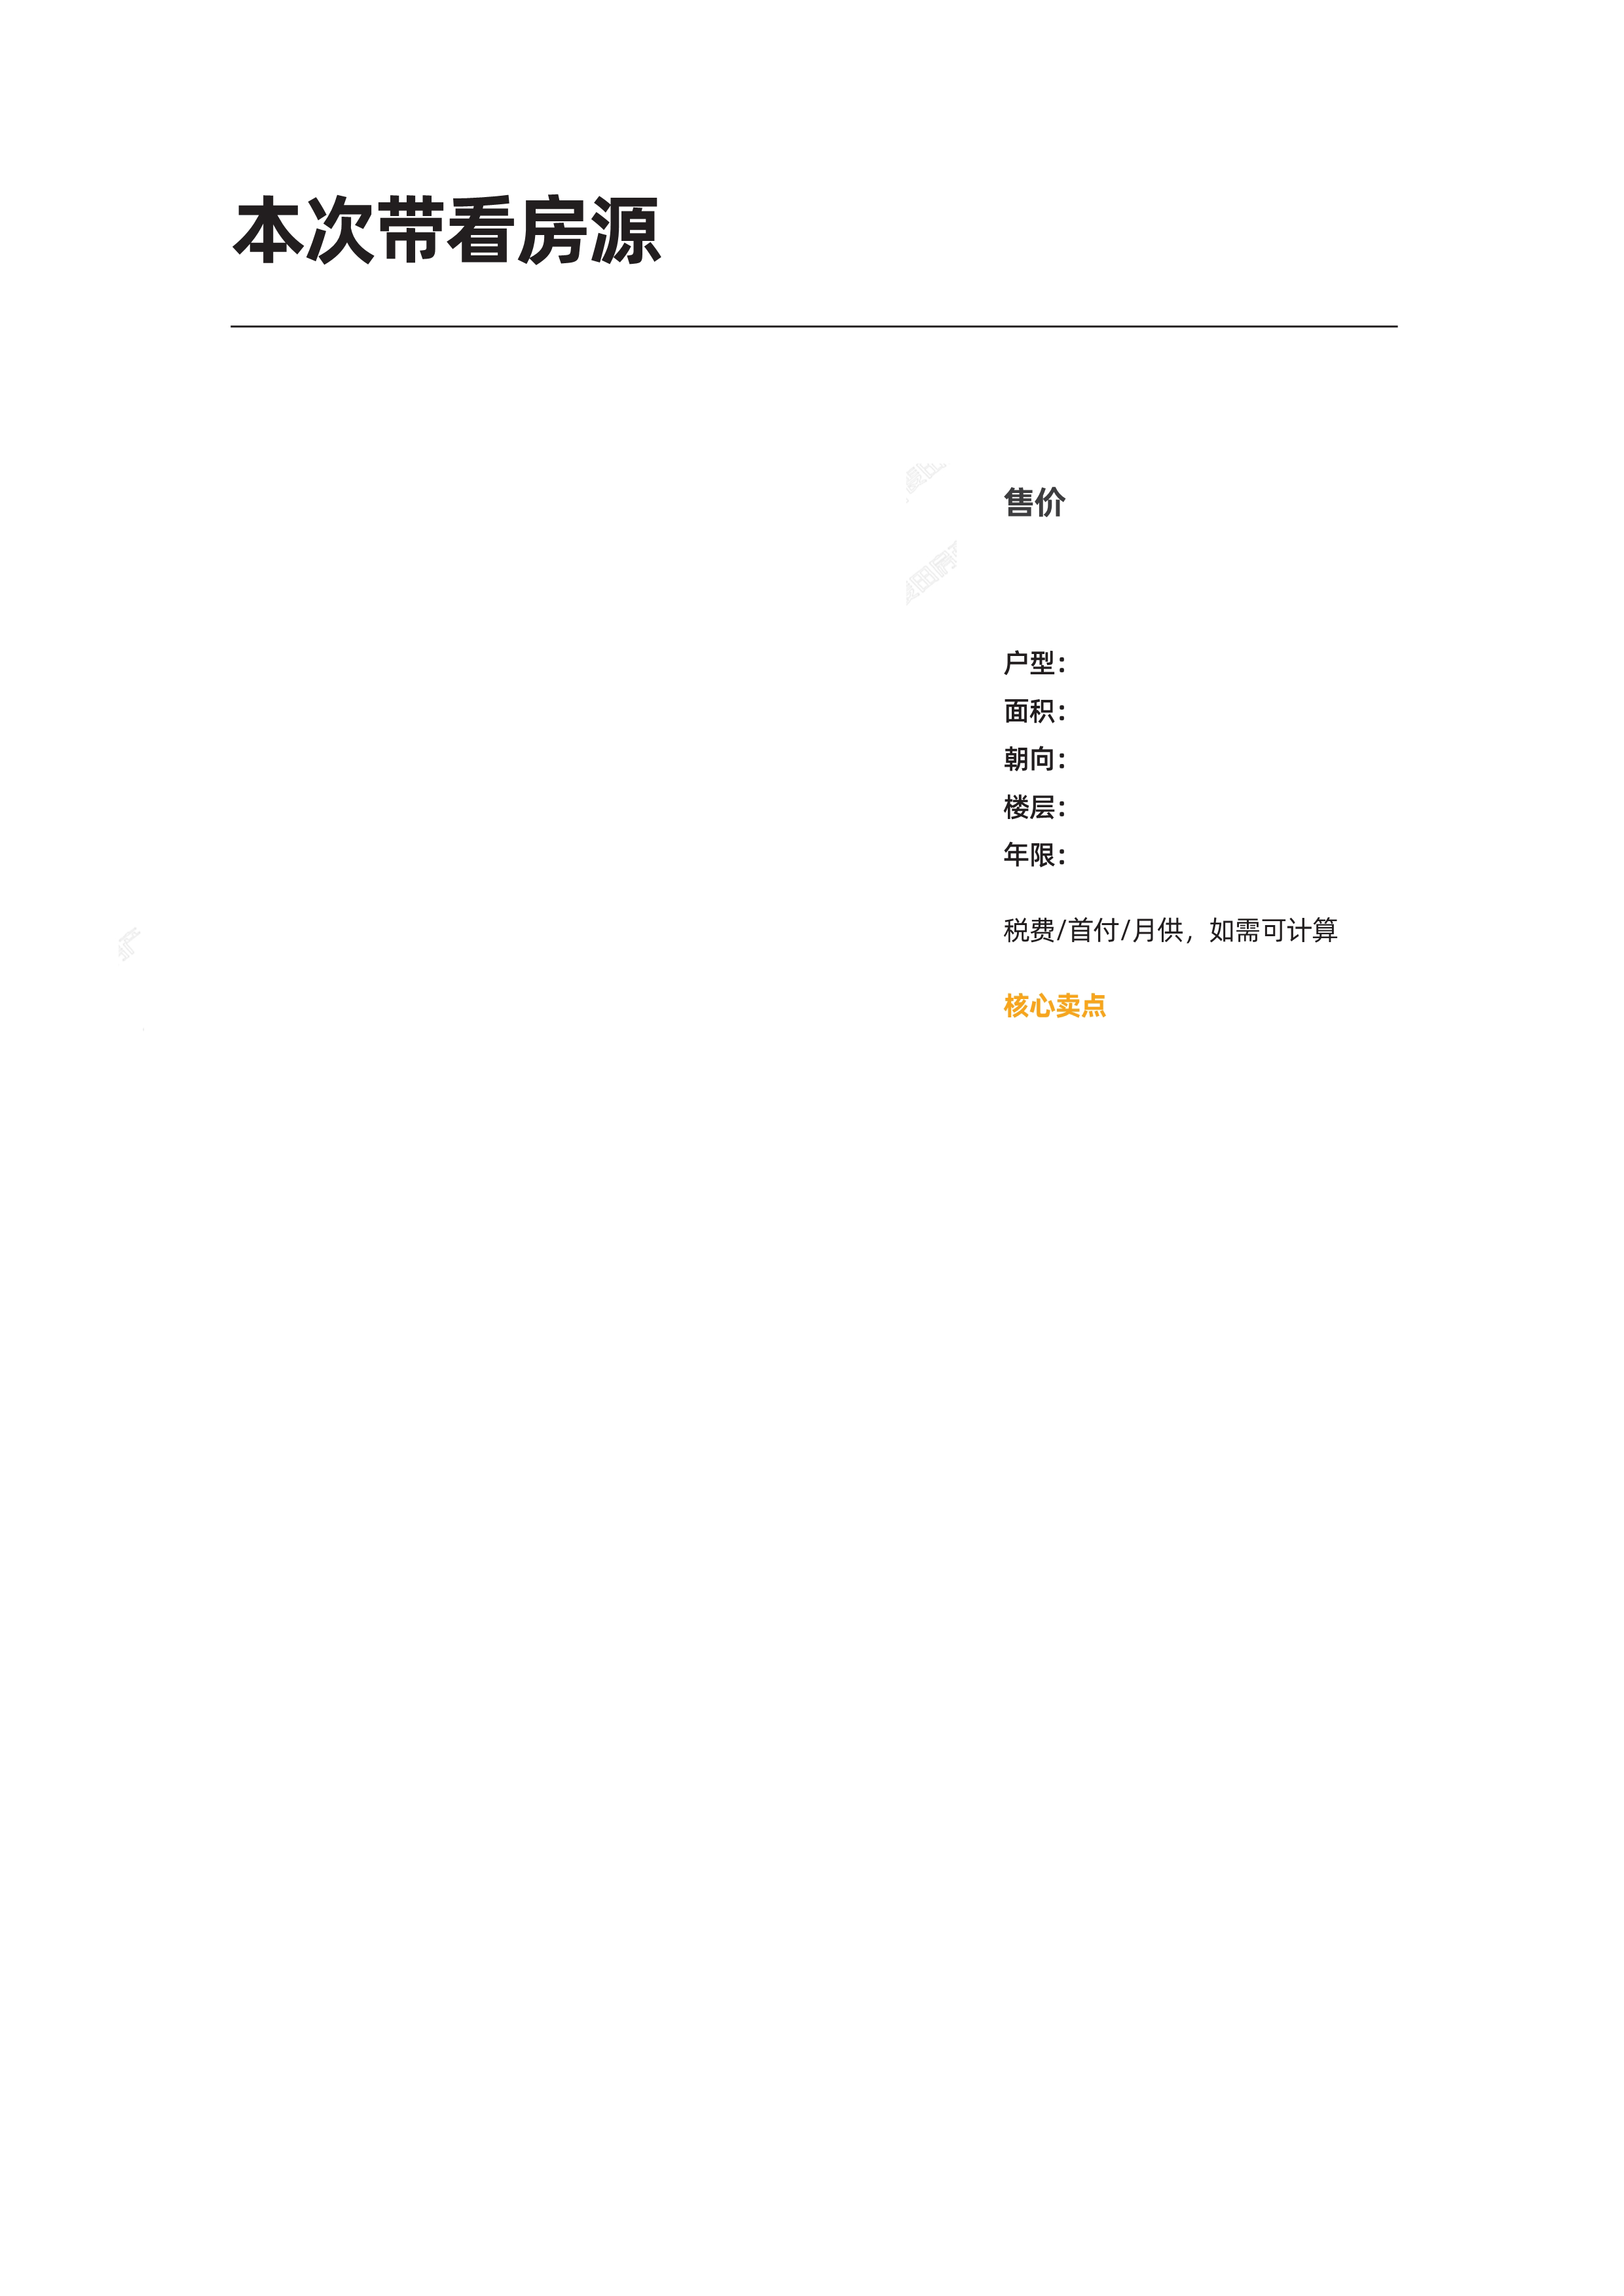 本次带看房源
售价
户型：
面积：
朝向：
楼层：
年限：
税费/首付/月供，如需可计算
核心卖点